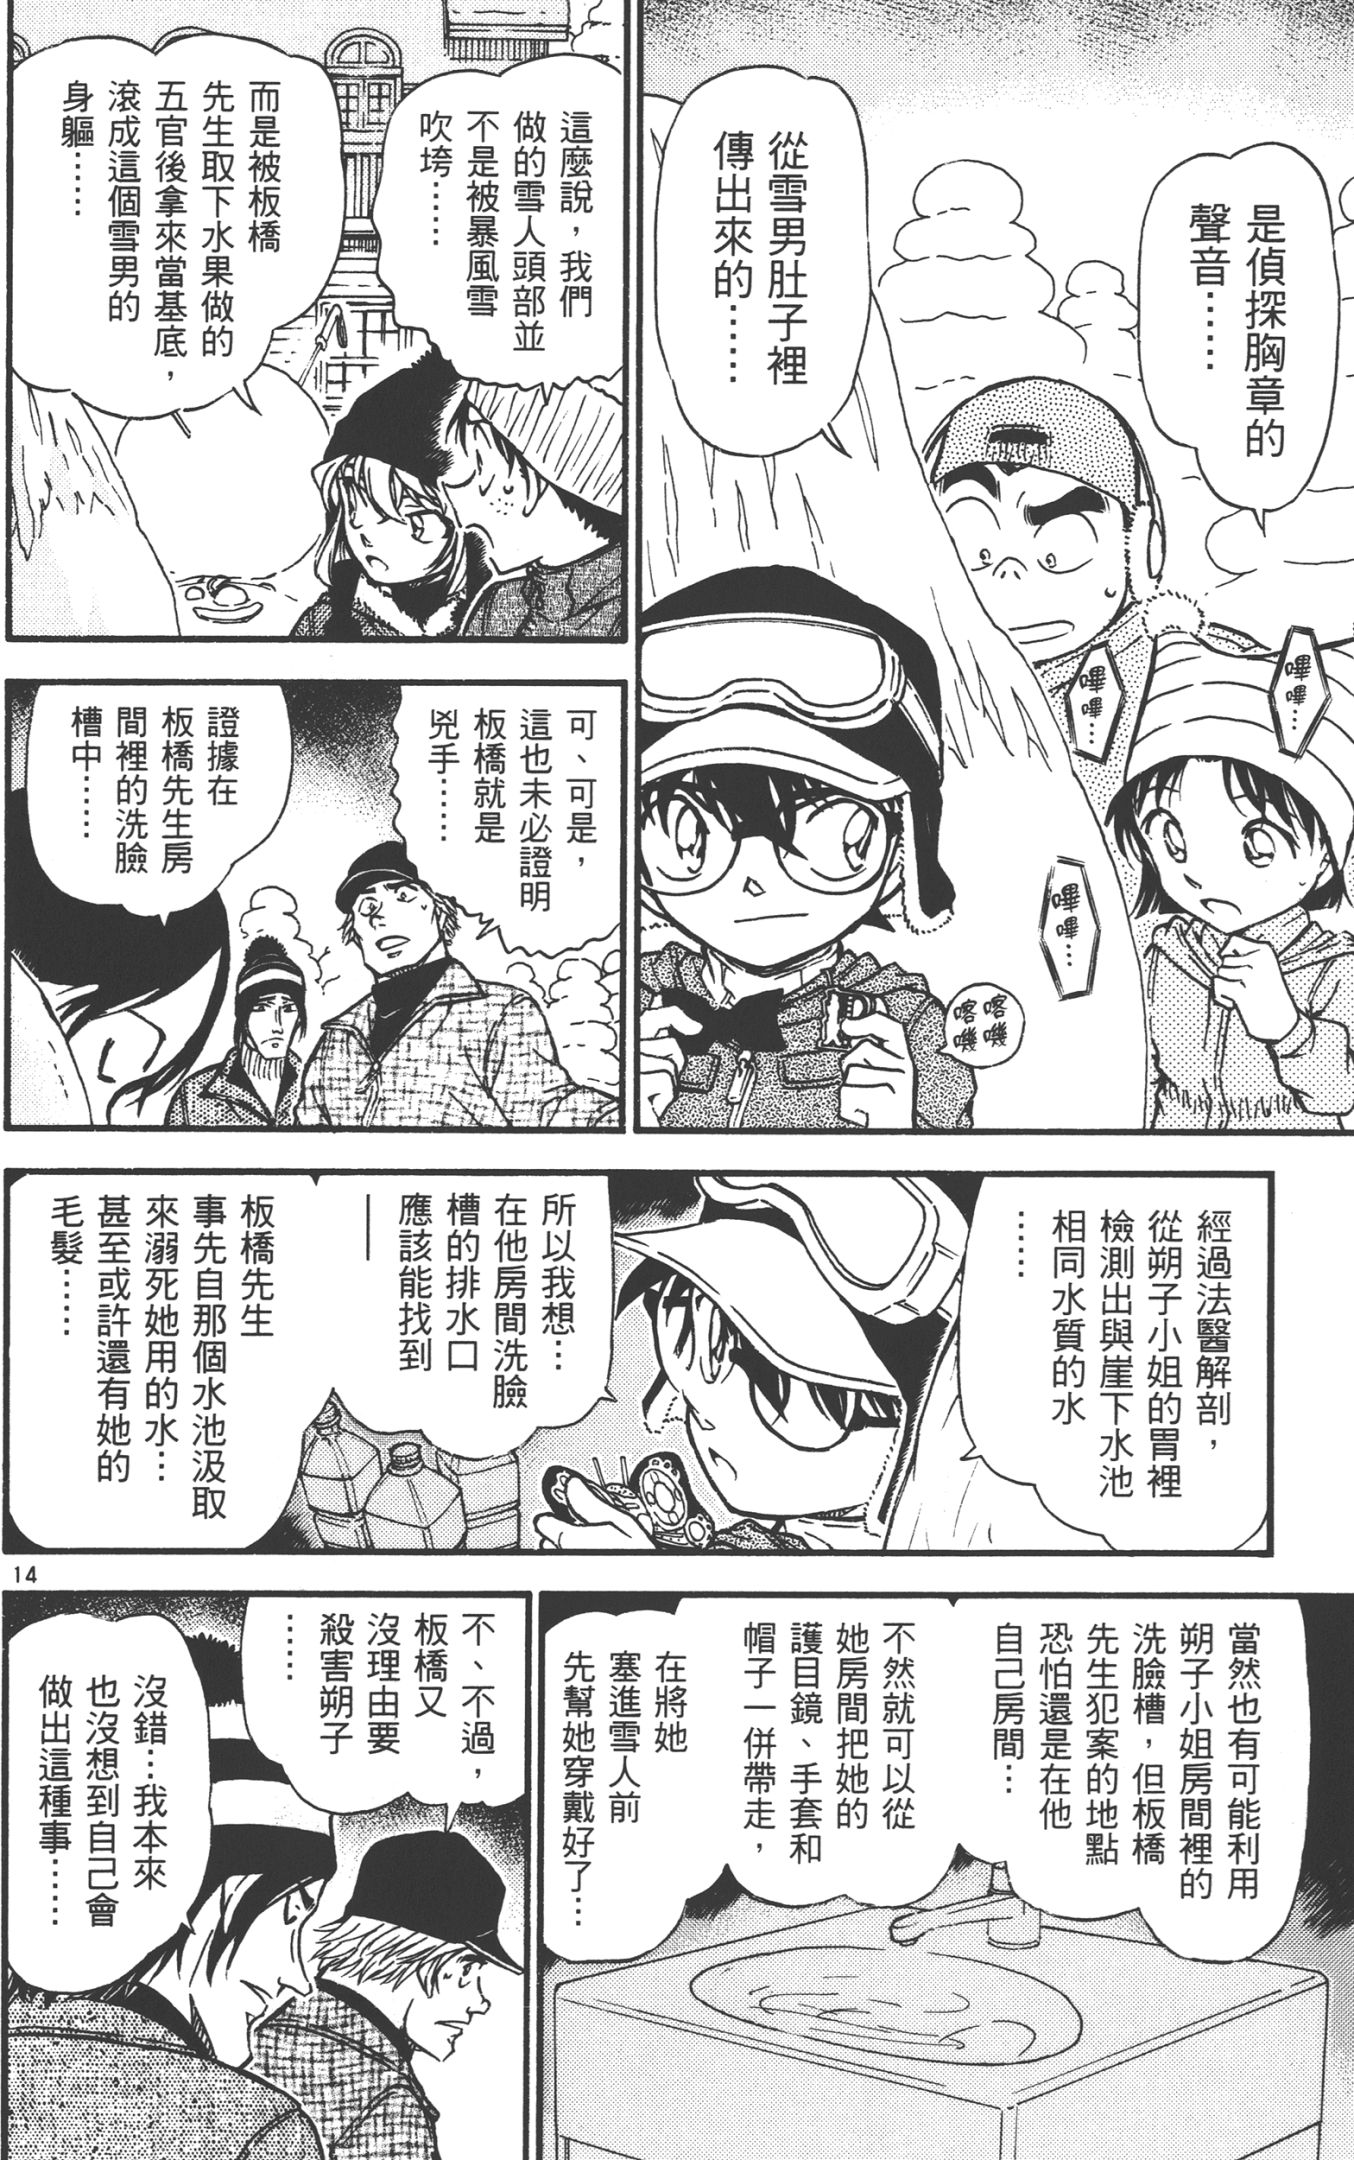 是偵探胸章的
聲音……
從雪男肚子裡
傳出來的……
嗶
嗶…
嗶
嗶…
嗶
嗶…
喀嘰
喀嘰
這麼說，我們
做的雪人頭部並
不是被暴風雪
吹垮……
而是被板橋
先生取下水果做的
五官後拿來當基底，
滾成這個雪男的
身軀……
可、可是，
這也未必證明
板橋就是
兇手……
證據在
板橋先生房
間裡的洗臉
槽中……
經過法醫解剖，
從朔子小姐的胃裡
檢測出與崖下水池
相同水質的水
……
所以我想…
在他房間洗臉
槽的排水口
應該能找到
——
板橋先生
事先自那個水池汲取
來溺死她用的水…
甚至或許還有她的
毛髮……
當然也有可能利用
朔子小姐房間裡的
洗臉槽，但板橋
先生犯案的地點
恐怕還是在他
自己房間…
不然就可以從
她房間把她的
護目鏡、手套和
帽子一併帶走，
在將她
塞進雪人前
先幫她穿戴好了…
不、不過，
板橋又
沒理由要
殺害朔子
……
沒錯…我本來
也沒想到自己會
做出這種事……
14